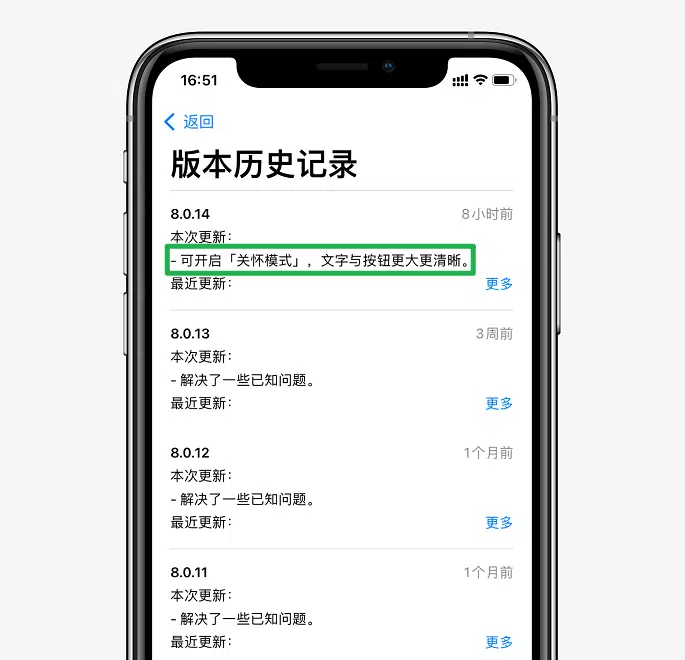 16:51
返回
版本历史记录
8.0.14 8小时前
本次更新：
- 可开启「关怀模式」，文字与按钮更大更清晰。
最近更新： 更多
8.0.13 3周前
本次更新：
- 解决了一些已知问题。
最近更新： 更多
8.0.12 1个月前
本次更新：
- 解决了一些已知问题。
最近更新： 更多
8.0.11 1个月前
本次更新：
- 解决了一些已知问题。
最近更新： 更多